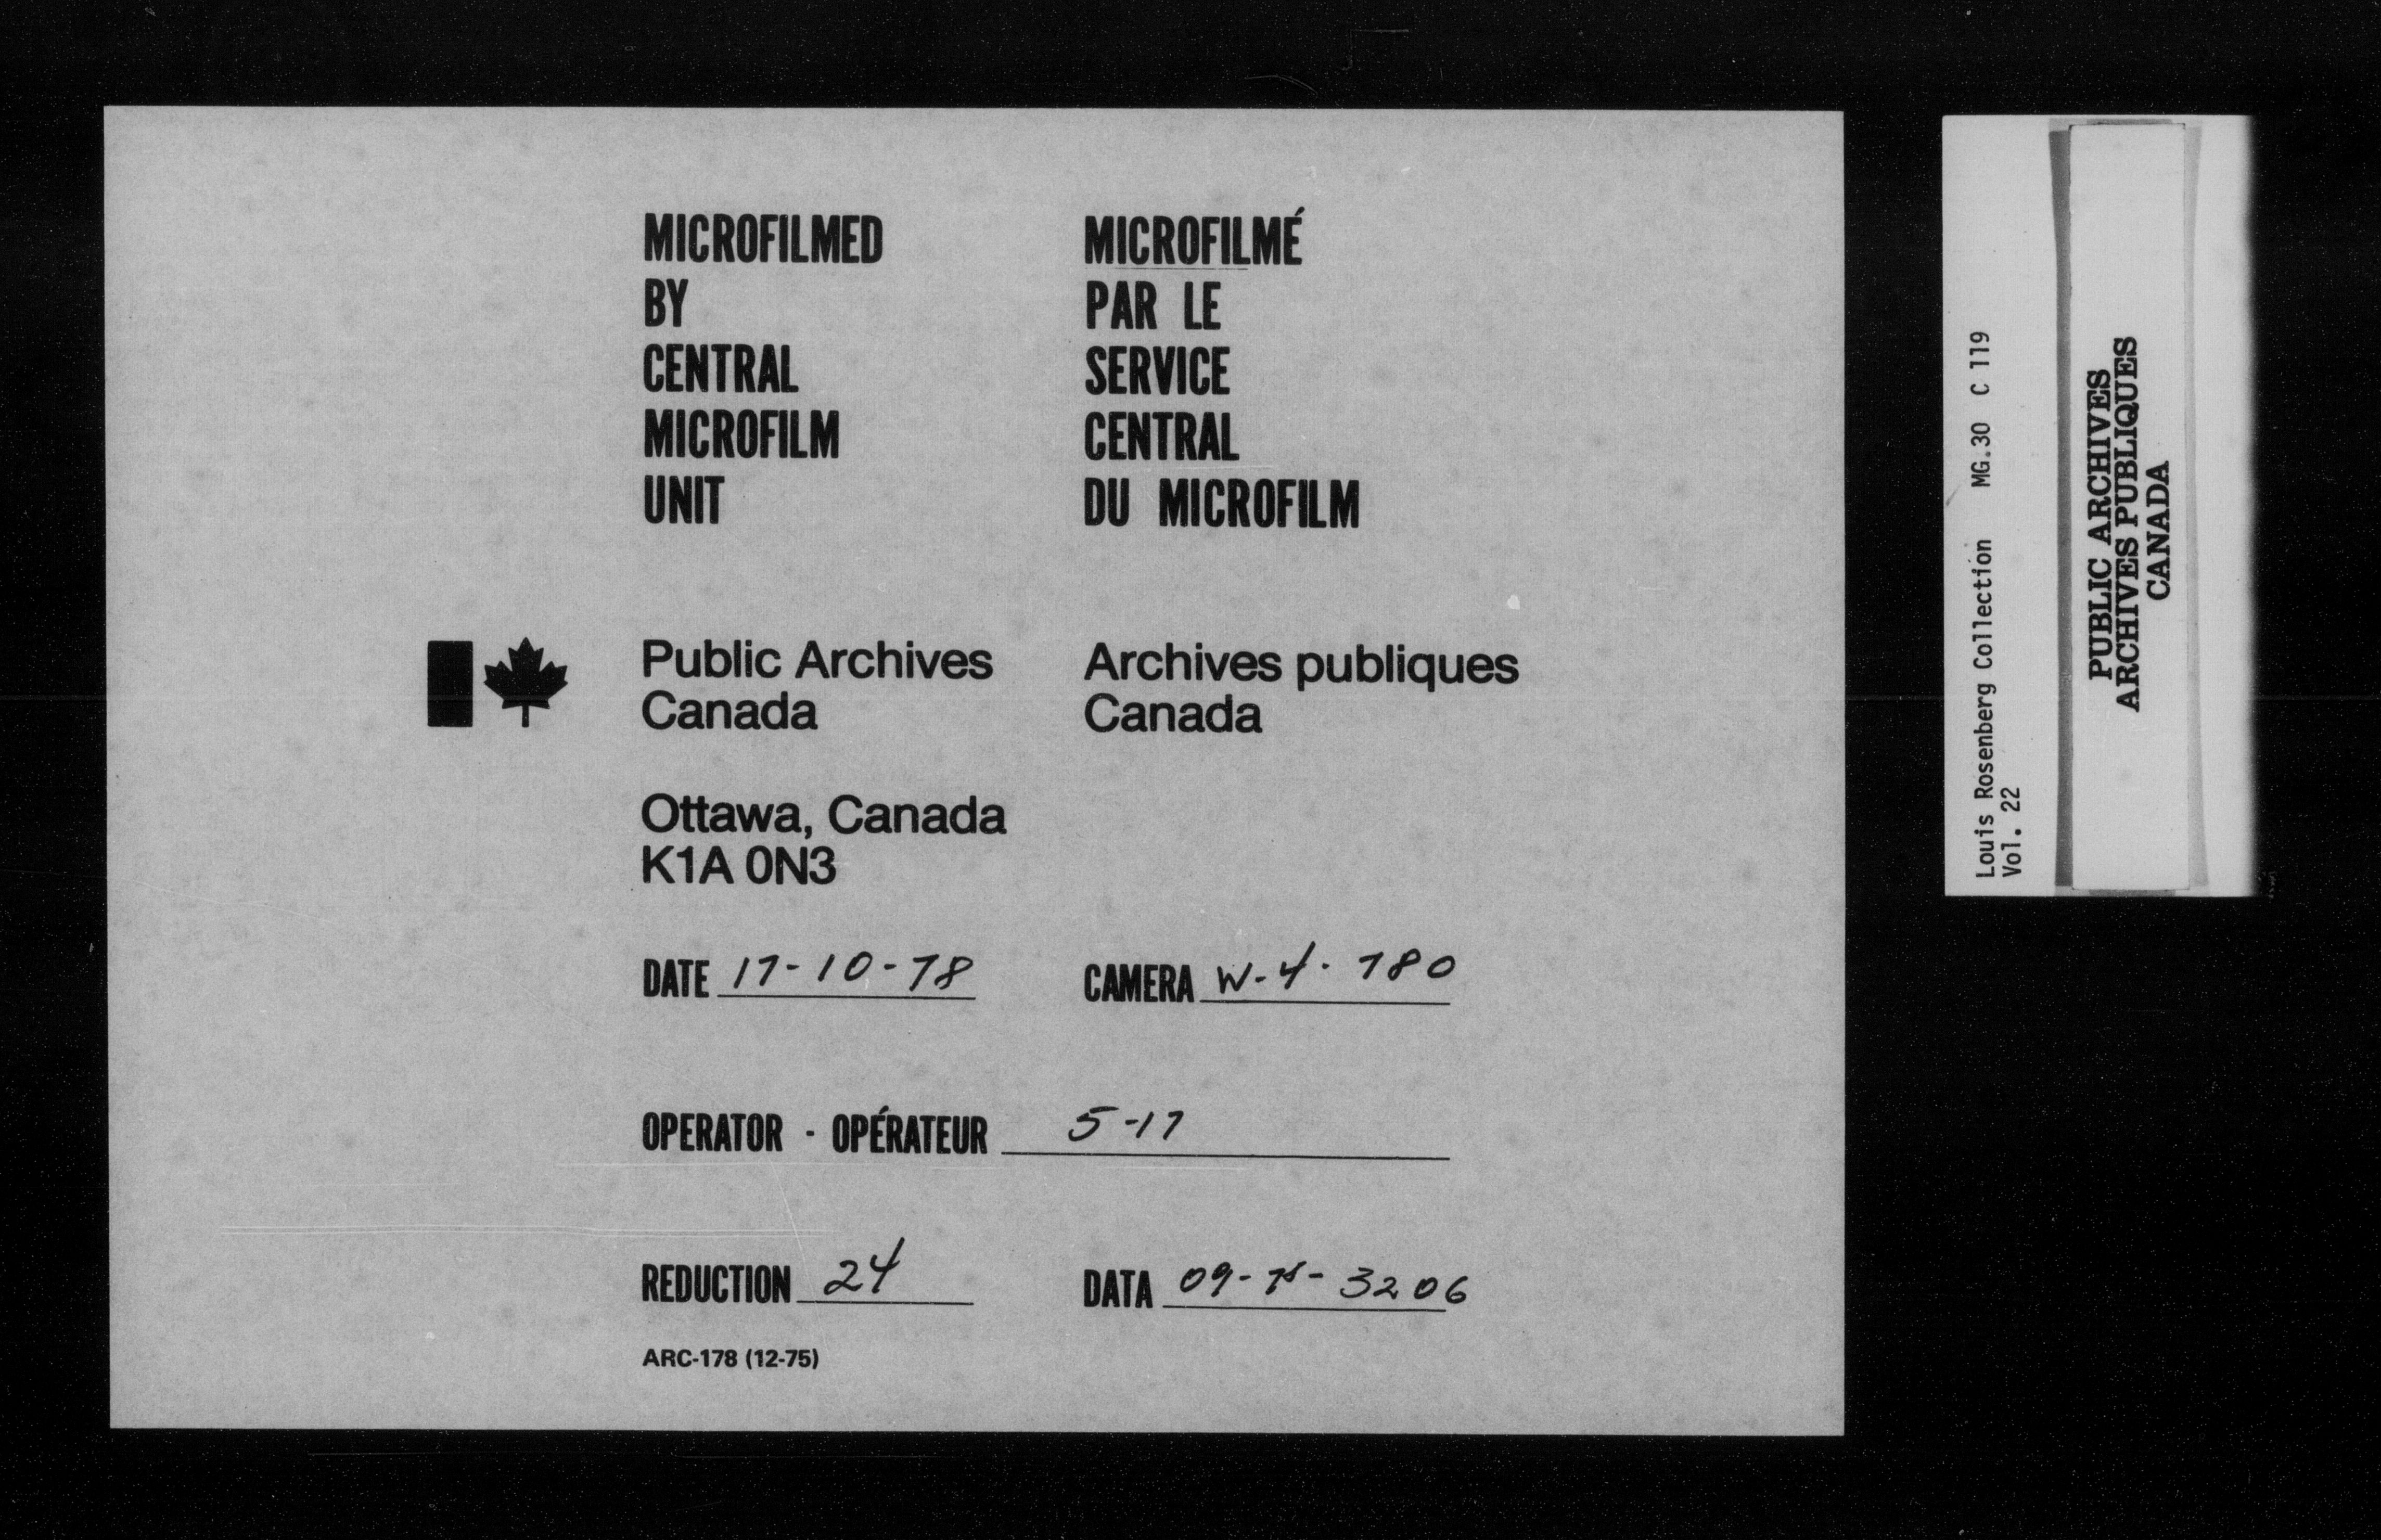 MICROFILMED
BY
CENTRAL
MICROFILM
UNIT
MICROFILMÉ
PAR LE
SERVICE
CENTRAL
DU MICROFILM
Public Archives
Canada
Archives publiques
Canada
Ottawa, Canada
K1A 0N3
DATE 17-10-78
CAMERA W-4-780
OPERATOR - OPÉRATEUR 5-17
REDUCTION 24
DATA 09-78-3206
ARC-178 (12-75)
Louis Rosenberg Collection MG.30 C 119
Vol. 22
PUBLIC ARCHIVES
ARCHIVES PUBLIQUES
CANADA